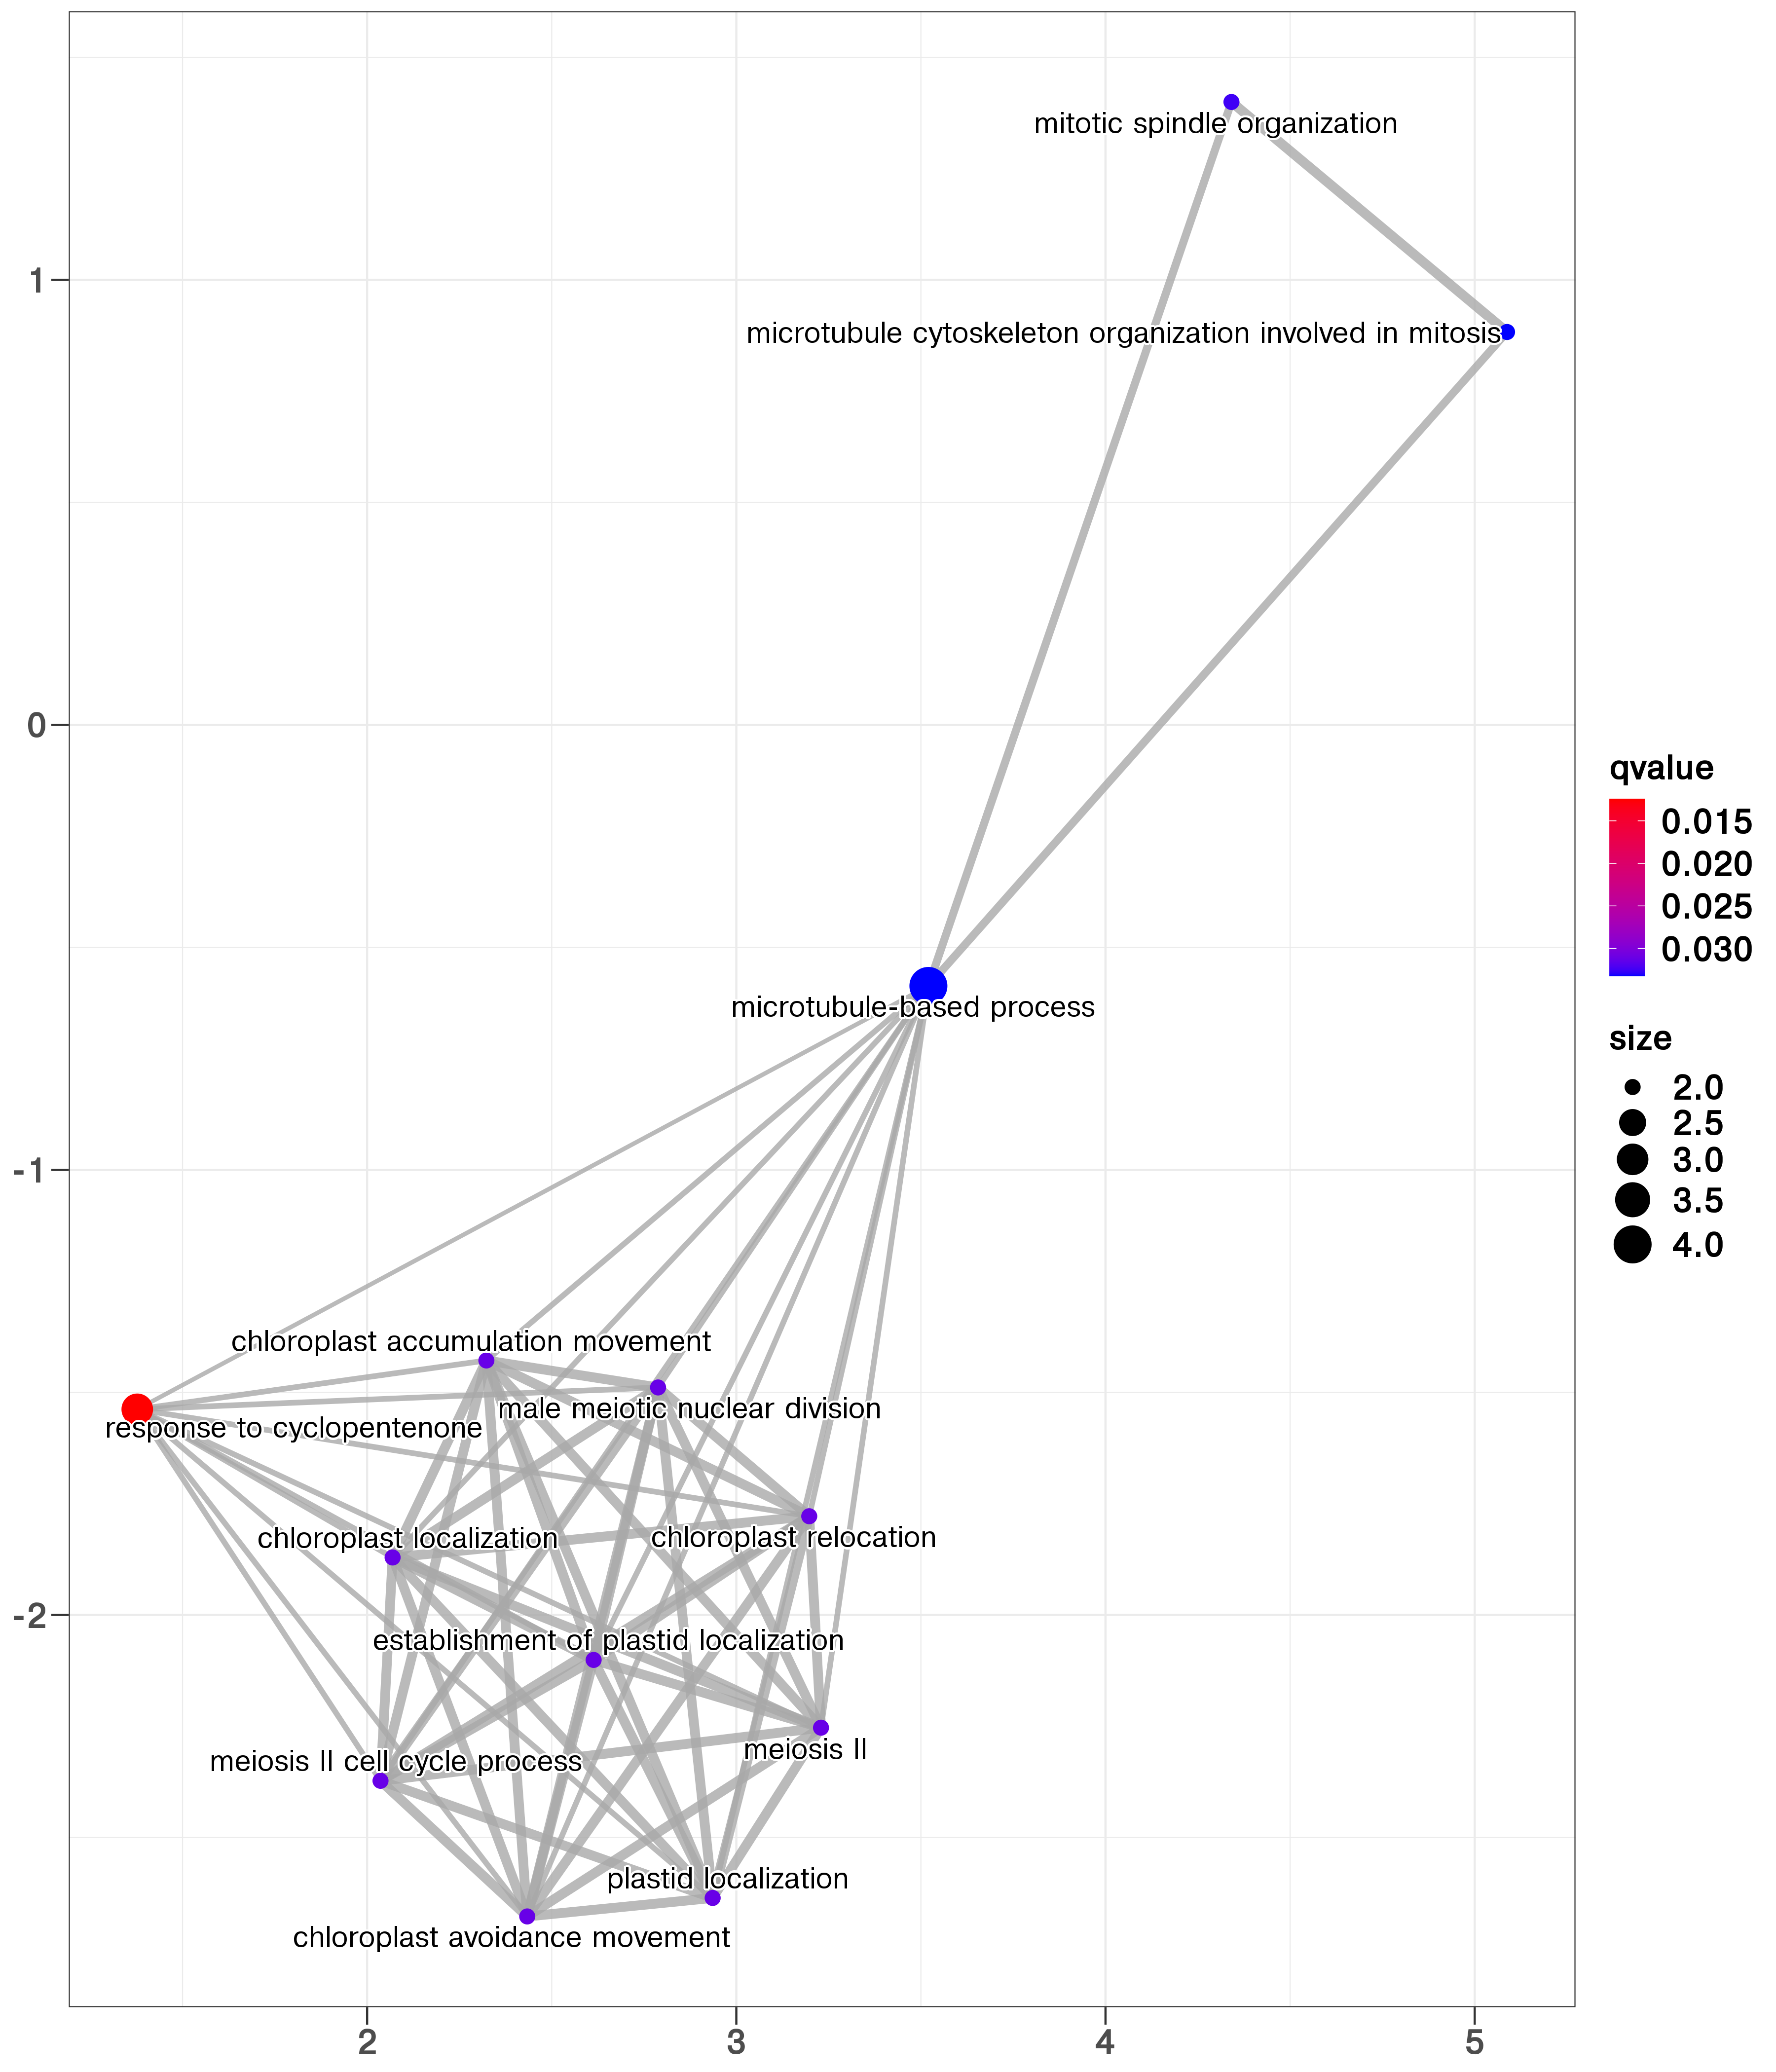 mitotic spindle organization
1
microtubule cytoskeleton organization involved in mitosis
0
qvalue
0.015
0.020
0.025
0.030
microtubule-based process
size
2.0
2.5
3.0
3.5
4.0
-1
chloroplast accumulation movement
male meiotic nuclear division
response to cyclopentenone
chloroplast localization
chloroplast relocation
-2
establishment of plastid localization
meiosis II
meiosis II cell cycle process
plastid localization
chloroplast avoidance movement
2
3
4
5